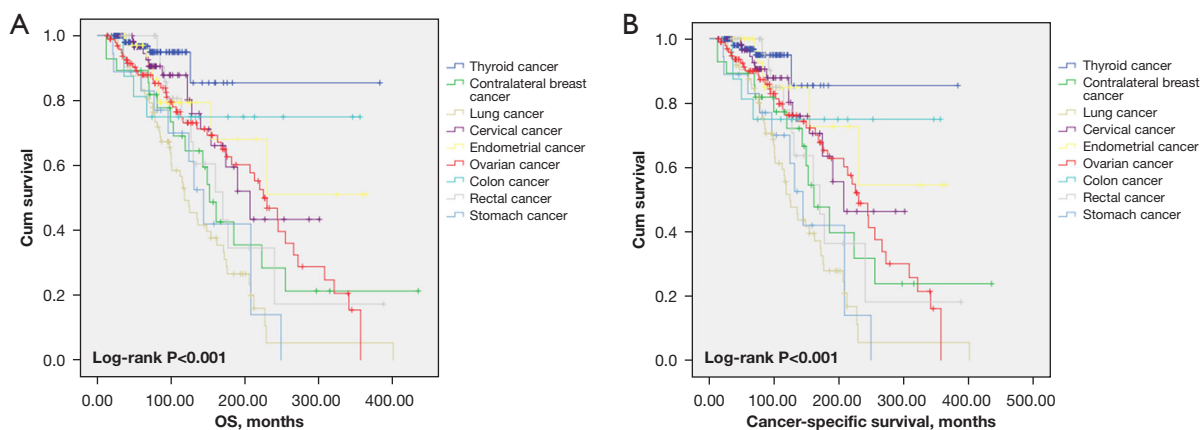 A
1.0
0.8
0.6
0.4
0.2
0.0
Cum survival
Log-rank P<0.001
0.00 100.00 200.00 300.00 400.00
OS, months
Thyroid cancer
Contralateral breast
cancer
Lung cancer
Cervical cancer
Endometrial cancer
Ovarian cancer
Colon cancer
Rectal cancer
Stomach cancer
B
1.0
0.8
0.6
0.4
0.2
0.0
Cum survival
Log-rank P<0.001
0.00 100.00 200.00 300.00 400.00 500.00
Cancer-specific survival, months
Thyroid cancer
Contralateral breast
cancer
Lung cancer
Cervical cancer
Endometrial cancer
Ovarian cancer
Colon cancer
Rectal cancer
Stomach cancer